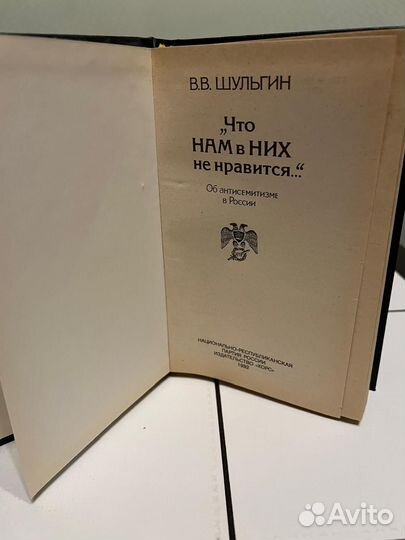 В.В. ШУЛЬГИН
„Что
НАМ в НИХ
не нравится..."
Об антисемитизме
в России
НАЦИОНАЛЬНО-РЕСПУБЛИКАНСКАЯ
ПАРТИЯ РОССИИ
ИЗДАТЕЛЬСТВО «ХОРС»
1992
Avito